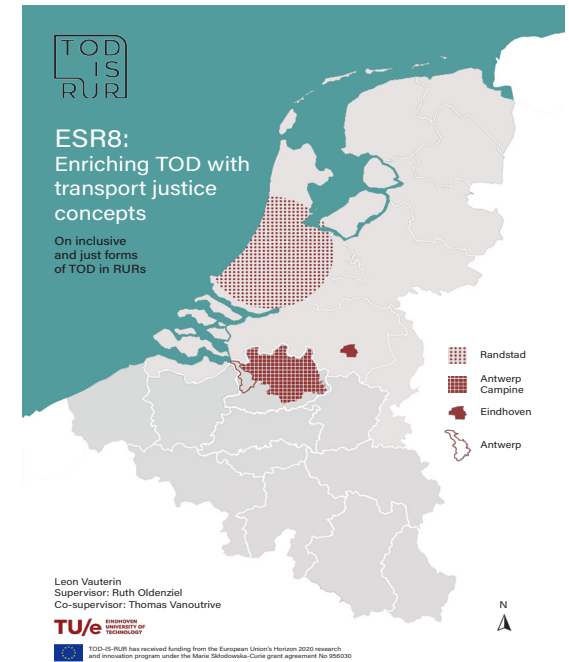 TOD
IS
RUR
ESR8:
Enriching TOD with
transport justice
concepts
On inclusive
and just forms
of TOD in RURs
Randstad
Antwerp
Campine
Eindhoven
Antwerp
Leon Vauterin
Supervisor: Ruth Oldenziel
Co-supervisor: Thomas Vanoutrive
N
TU/e EINDHOVEN
UNIVERSITY OF
TECHNOLOGY
TOD-IS-RUR has received funding from the European Union's Horizon 2020 research
and innovation program under the Marie Skłodowska-Curie grant agreement No 956030